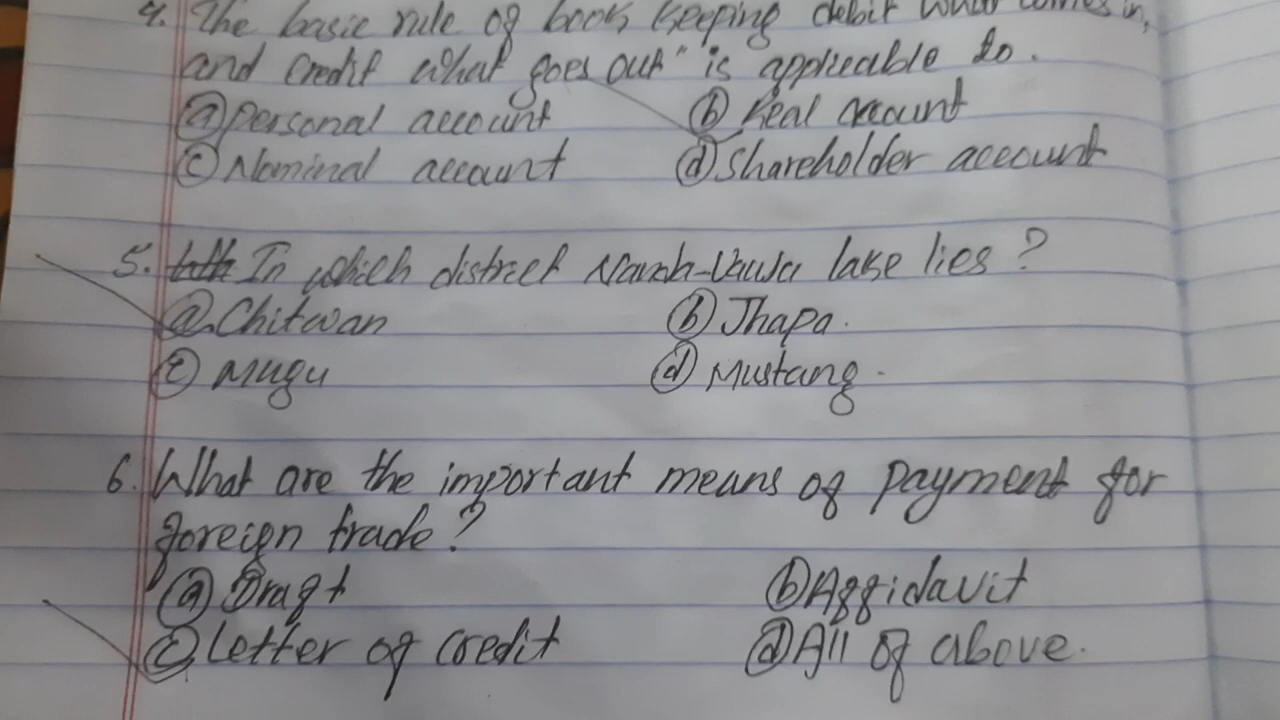 4. The basic rule of book keeping debit what comes in,
and credit what goes out" is applicable to.
(a) Personal account (b) Real account
(c) Nominal account (d) Shareholder account
5. In which district lake lies ?
(a) Chitwan (b) Jhapa.
(c) Mugu (d) Mustang.
6. What are the important means of payment for
foreign trade?
(a) Draft (b) Affidavit
(c) Letter of credit (d) All of above.